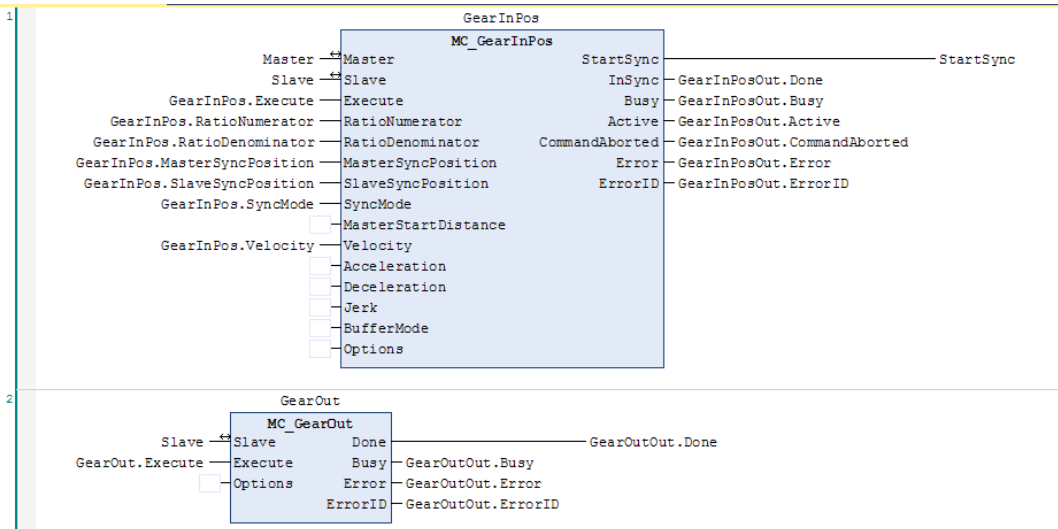 1
GearInPos
MC_GearInPos
Master Master StartSync StartSync
Slave Slave InSync GearInPosOut.Done
GearInPos.Execute Execute Busy GearInPosOut.Busy
GearInPos.RatioNumerator RatioNumerator Active GearInPosOut.Active
GearInPos.RatioDenominator RatioDenominator CommandAborted GearInPosOut.CommandAborted
GearInPos.MasterSyncPosition MasterSyncPosition Error GearInPosOut.Error
GearInPos.SlaveSyncPosition SlaveSyncPosition ErrorID GearInPosOut.ErrorID
GearInPos.SyncMode SyncMode
MasterStartDistance
GearInPos.Velocity Velocity
Acceleration
Deceleration
Jerk
BufferMode
Options
2
GearOut
MC_GearOut
Slave Slave Done GearOutOut.Done
GearOut.Execute Execute Busy GearOutOut.Busy
Options Error GearOutOut.Error
ErrorID GearOutOut.ErrorID